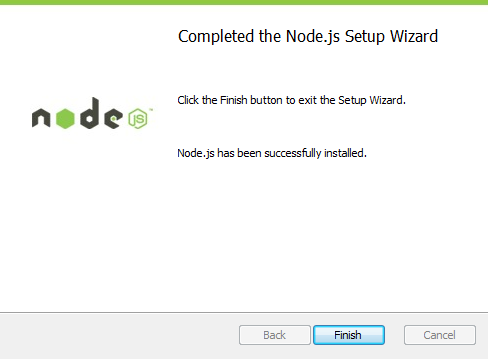 Completed the Node.js Setup Wizard
node JS™
Click the Finish button to exit the Setup Wizard.
Node.js has been successfully installed.
Back Finish Cancel